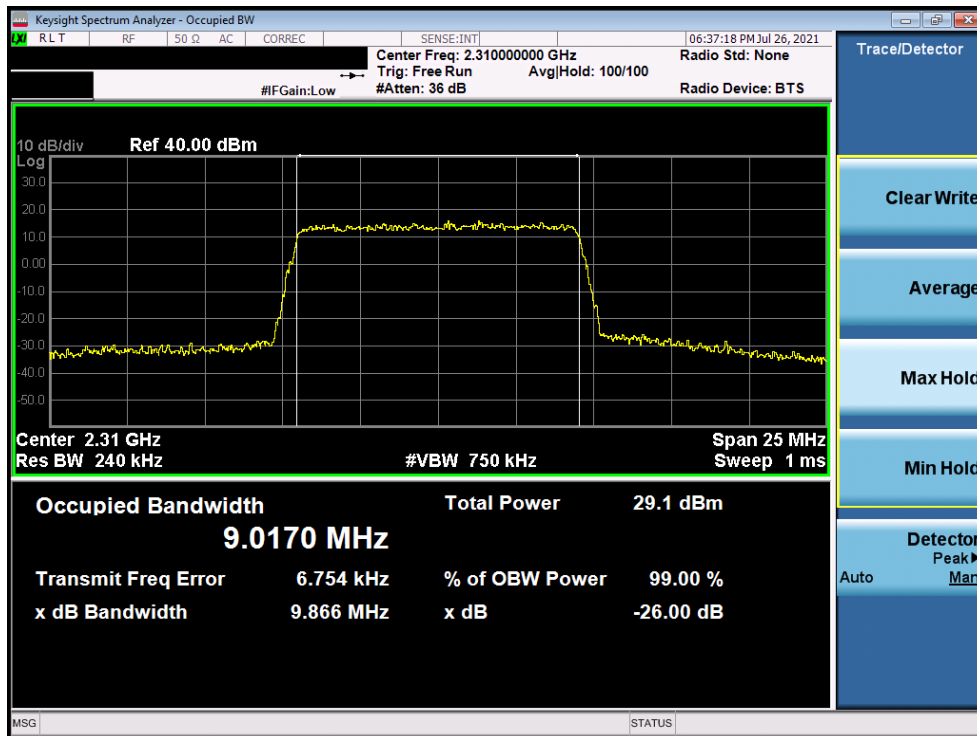 Keysight Spectrum Analyzer - Occupied BW
LXI RLT RF 50 Ω AC CORREC SENSE:INT 06:37:18 PM Jul 26, 2021
Center Freq: 2.310000000 GHz Radio Std: None
Trig: Free Run Avg|Hold: 100/100
#IFGain:Low #Atten: 36 dB Radio Device: BTS
Trace/Detector
10 dB/div Ref 40.00 dBm
Log
30.0
20.0
10.0
0.00
-10.0
-20.0
-30.0
-40.0
-50.0
Center 2.31 GHz Span 25 MHz
Res BW 240 kHz #VBW 750 kHz Sweep 1 ms
Occupied Bandwidth Total Power 29.1 dBm
9.0170 MHz
Transmit Freq Error 6.754 kHz % of OBW Power 99.00 %
x dB Bandwidth 9.866 MHz x dB -26.00 dB
Clear Write
Average
Max Hold
Min Hold
Detector
Peak
Auto Man
MSG STATUS